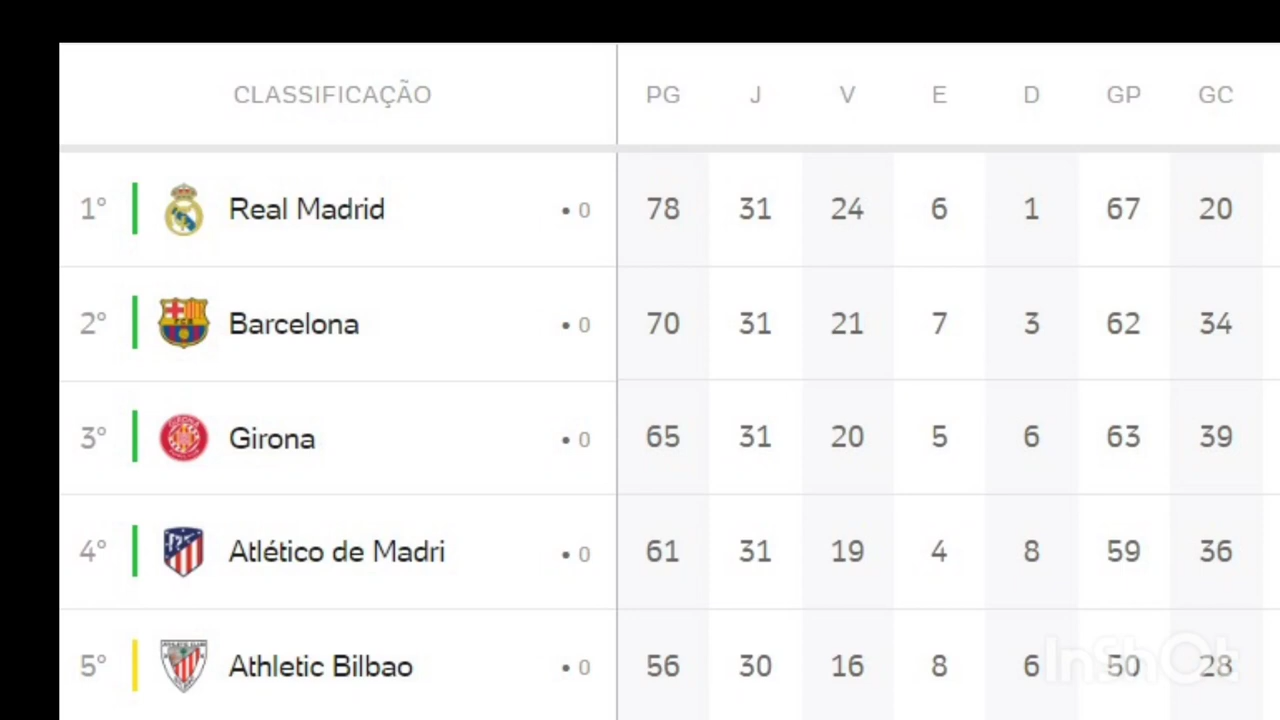 CLASSIFICAÇÃO PG J V E D GP GC
1° Real Madrid • 0 78 31 24 6 1 67 20
2° Barcelona • 0 70 31 21 7 3 62 34
3° Girona • 0 65 31 20 5 6 63 39
4° Atlético de Madri • 0 61 31 19 4 8 59 36
5° Athletic Bilbao • 0 56 30 16 8 6 50 28
InShOt